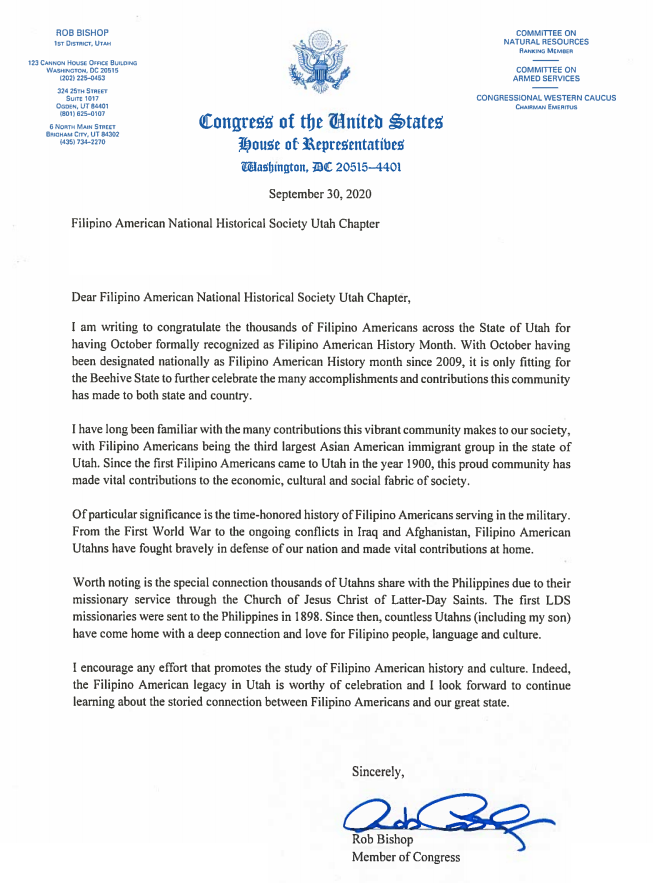 ROB BISHOP
1ST DISTRICT, UTAH
123 CANNON HOUSE OFFICE BUILDING
WASHINGTON, DC 20515
(202) 225-0453
324 25TH STREET
SUITE 1017
OGDEN, UT 84401
(801) 625-0107
6 NORTH MAIN STREET
BRIGHAM CITY, UT 84302
(435) 734-2270
COMMITTEE ON
NATURAL RESOURCES
RANKING MEMBER
COMMITTEE ON
ARMED SERVICES
CONGRESSIONAL WESTERN CAUCUS
CHAIRMAN EMERITUS
Congress of the United States
House of Representatives
Washington, DC 20515–4401
September 30, 2020
Filipino American National Historical Society Utah Chapter
Dear Filipino American National Historical Society Utah Chapter,
I am writing to congratulate the thousands of Filipino Americans across the State of Utah for
having October formally recognized as Filipino American History Month. With October having
been designated nationally as Filipino American History month since 2009, it is only fitting for
the Beehive State to further celebrate the many accomplishments and contributions this community
has made to both state and country.
I have long been familiar with the many contributions this vibrant community makes to our society,
with Filipino Americans being the third largest Asian American immigrant group in the state of
Utah. Since the first Filipino Americans came to Utah in the year 1900, this proud community has
made vital contributions to the economic, cultural and social fabric of society.
Of particular significance is the time-honored history of Filipino Americans serving in the military.
From the First World War to the ongoing conflicts in Iraq and Afghanistan, Filipino American
Utahns have fought bravely in defense of our nation and made vital contributions at home.
Worth noting is the special connection thousands of Utahns share with the Philippines due to their
missionary service through the Church of Jesus Christ of Latter-Day Saints. The first LDS
missionaries were sent to the Philippines in 1898. Since then, countless Utahns (including my son)
have come home with a deep connection and love for Filipino people, language and culture.
I encourage any effort that promotes the study of Filipino American history and culture. Indeed,
the Filipino American legacy in Utah is worthy of celebration and I look forward to continue
learning about the storied connection between Filipino Americans and our great state.
Sincerely,
Rob Bishop
Rob Bishop
Member of Congress